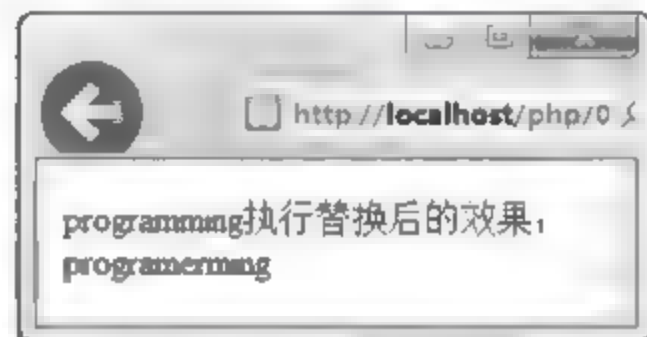 http://localhost/php/0
programming执行替换后的效果：
programerming